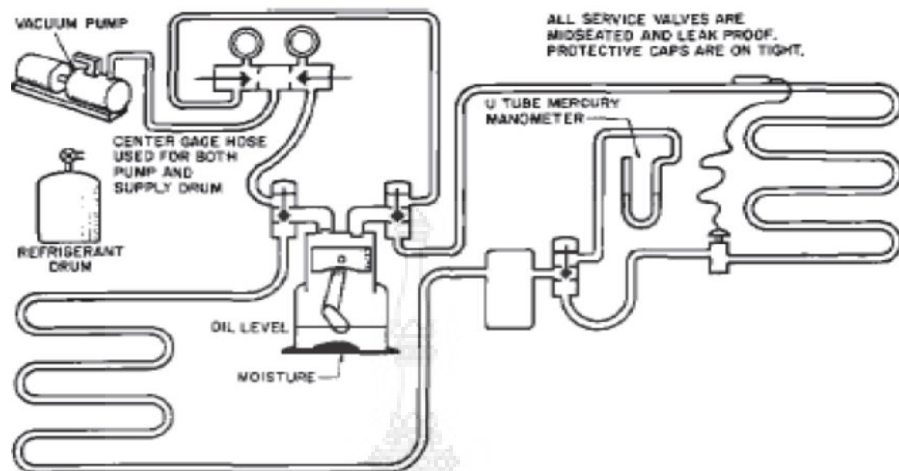 VACUUM PUMP
ALL SERVICE VALVES ARE
MIDSEATED AND LEAK PROOF.
PROTECTIVE CAPS ARE ON TIGHT.
U TUBE MERCURY
MANOMETER
CENTER GAGE HOSE
USED FOR BOTH
PUMP AND
SUPPLY DRUM
REFRIGERANT
DRUM
OIL LEVEL
MOISTURE